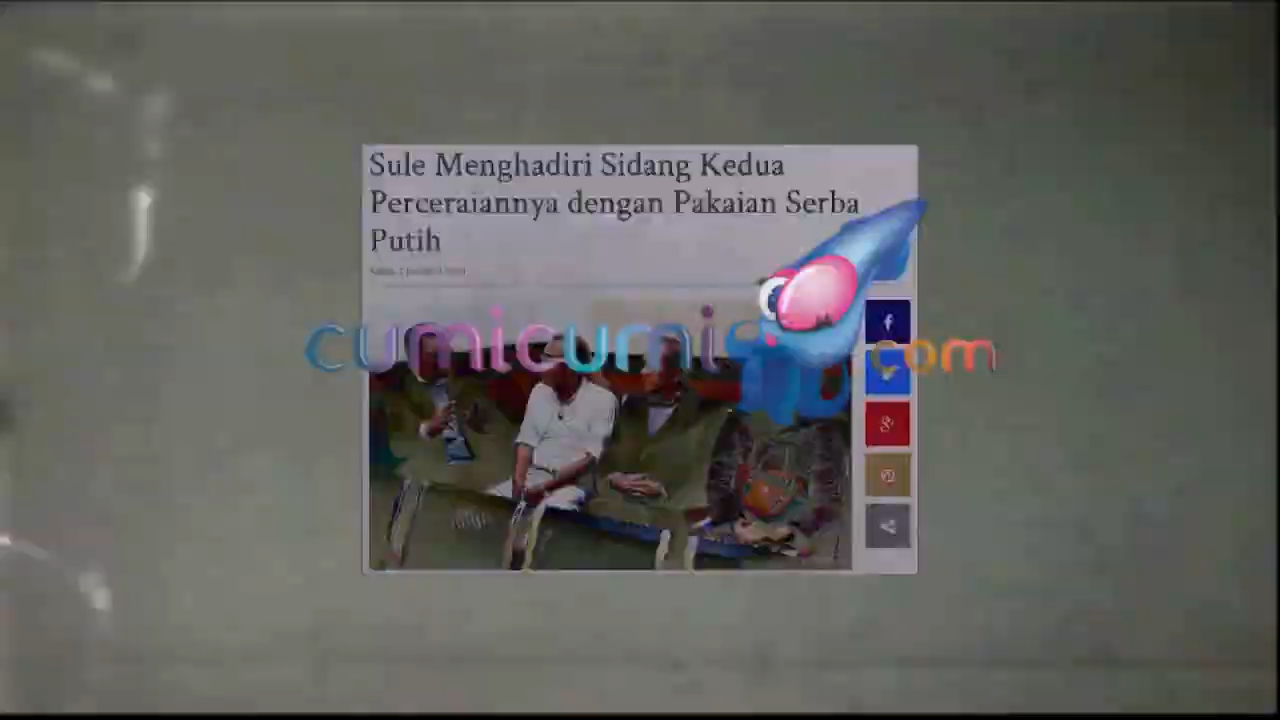 Sule Menghadiri Sidang Kedua
Perceraiannya dengan Pakaian Serba
Putih
cumicumi.com